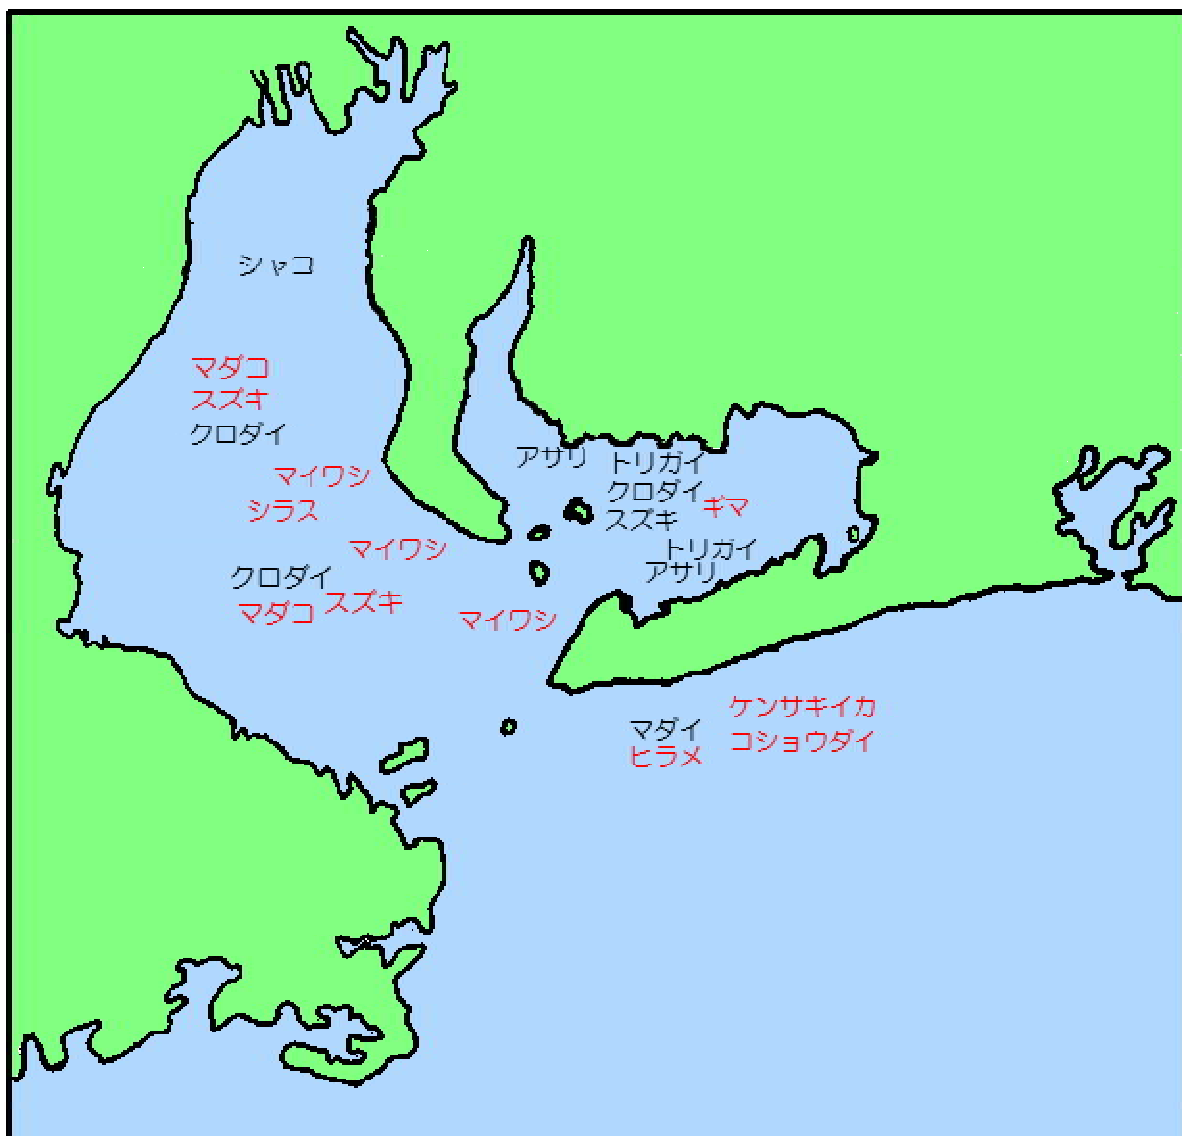 シャコ
マダコ
スズキ
クロダイ
マイワシ
シラス
マイワシ
クロダイ
マダコ
スズキ
マイワシ
アサリ
トリガイ
クロダイ
スズキ
ギマ
トリガイ
アサリ
マダイ
ヒラメ
ケンサキイカ
コショウダイ